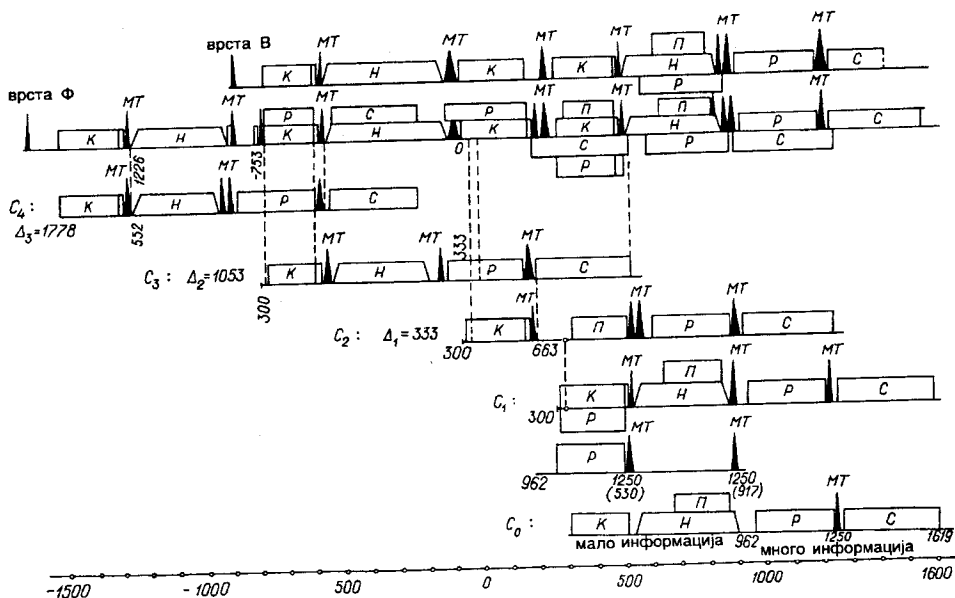 врста В
МТ МТ МТ МТ МТ
К Н К К П Н Р Р С
врста Ф
МТ МТ МТ МТ МТ МТ МТ
К Н Р К С Н Р К П К С Р П Н Р Р С С
1226 -753 0
МТ МТ МТ
C₄: К Н Р С
Δ₃=1778 552 333
МТ МТ МТ
C₃: Δ₂=1053 К Н Р С
300
МТ МТ МТ
C₂: Δ₁=333 К П Р С
300 663
МТ МТ МТ
C₁: К П Н Р С
300 Р
МТ МТ
Р
962 1250 1250
(530) (917)
МТ
C₀: К П Н Р С
мало информација 962 1250 1619
много информација
-1500 -1000 500 0 500 1000 1600